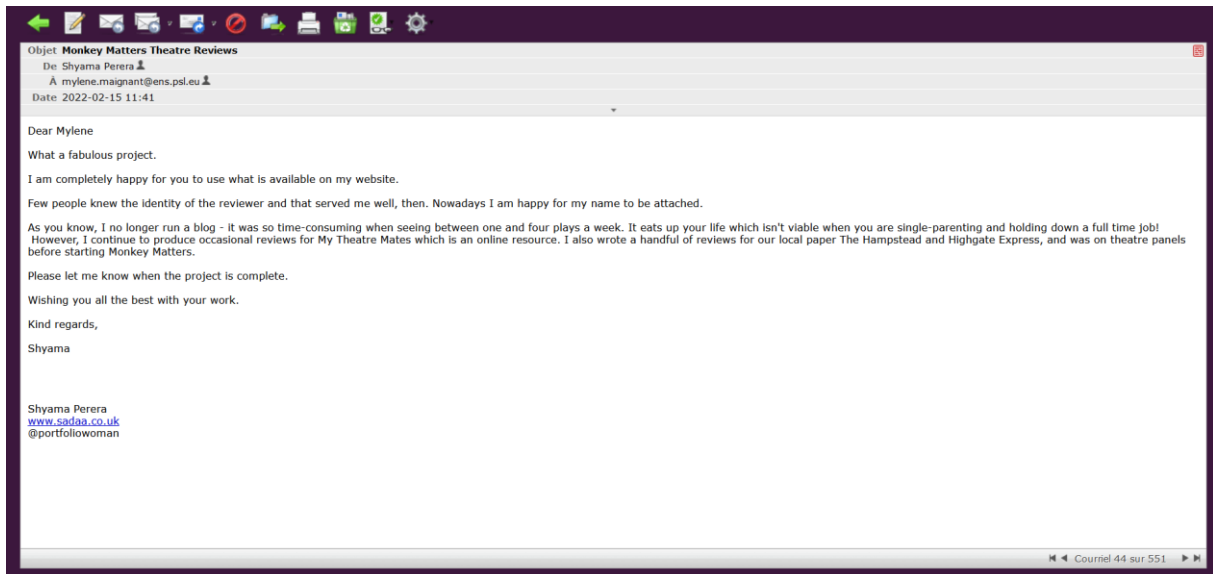 Objet Monkey Matters Theatre Reviews
De Shyama Perera
À mylene.maignant@ens.psl.eu
Date 2022-02-15 11:41
Dear Mylene
What a fabulous project.
I am completely happy for you to use what is available on my website.
Few people knew the identity of the reviewer and that served me well, then. Nowadays I am happy for my name to be attached.
As you know, I no longer run a blog - it was so time-consuming when seeing between one and four plays a week. It eats up your life which isn't viable when you are single-parenting and holding down a full time job!
However, I continue to produce occasional reviews for My Theatre Mates which is an online resource. I also wrote a handful of reviews for our local paper The Hampstead and Highgate Express, and was on theatre panels
before starting Monkey Matters.
Please let me know when the project is complete.
Wishing you all the best with your work.
Kind regards,
Shyama
Shyama Perera
www.sadaa.co.uk
@portfoliowoman
Courriel 44 sur 551